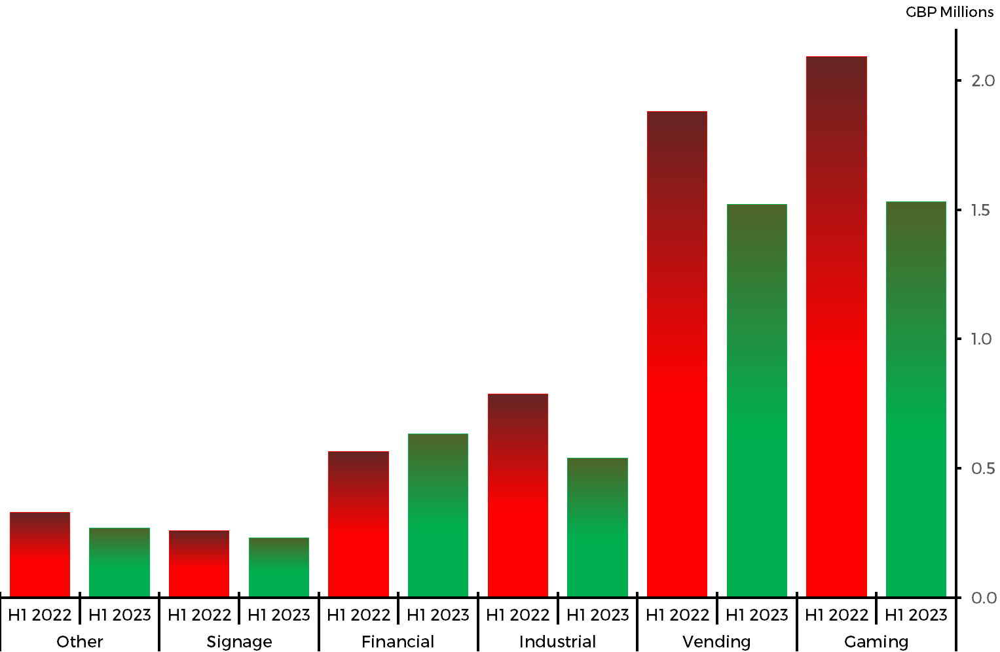 GBP Millions
2.0
1.5
1.0
0.5
0.0
H1 2022 H1 2023 H1 2022 H1 2023 H1 2022 H1 2023 H1 2022 H1 2023 H1 2022 H1 2023 H1 2022 H1 2023
Other Signage Financial Industrial Vending Gaming